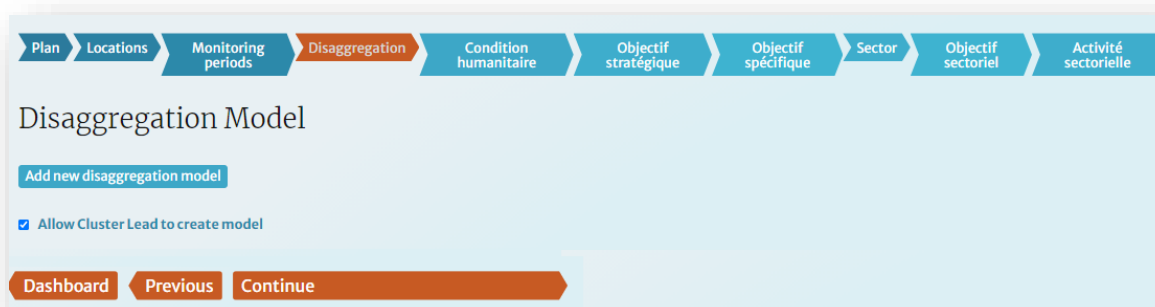 Plan
Locations
Monitoring
periods
Disaggregation
Condition
humanitaire
Objectif
stratégique
Objectif
spécifique
Sector
Objectif
sectoriel
Activité
sectorielle
Disaggregation Model
Add new disaggregation model
Allow Cluster Lead to create model
Dashboard
Previous
Continue